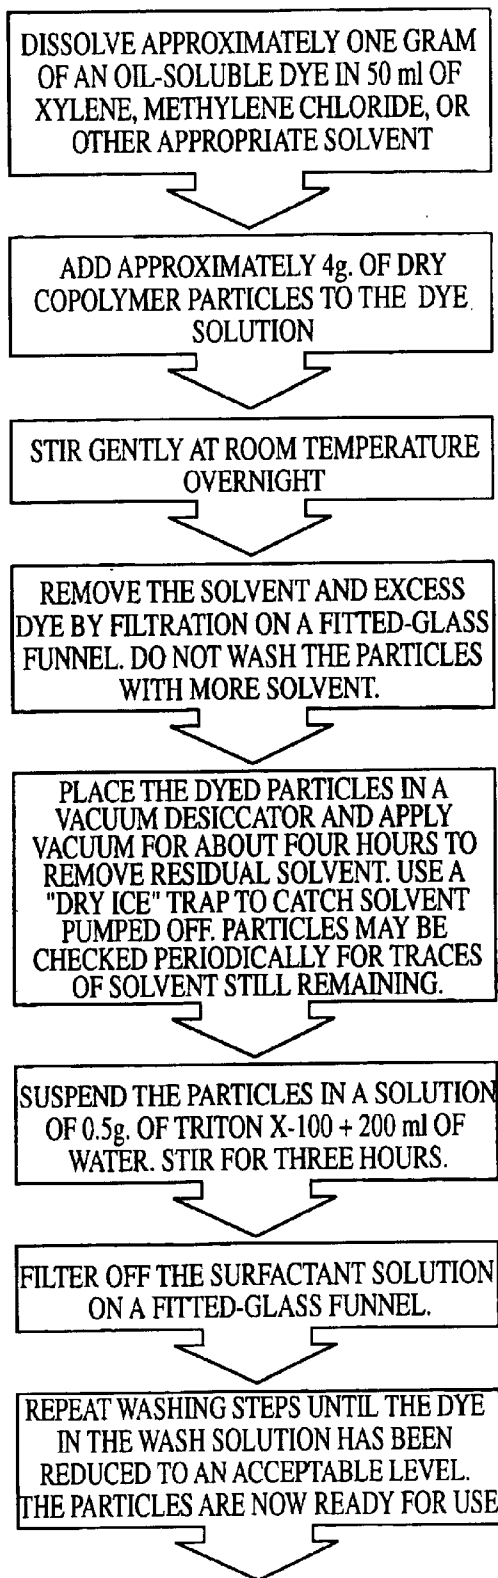 DISSOLVE APPROXIMATELY ONE GRAM
OF AN OIL-SOLUBLE DYE IN 50 ml OF
XYLENE, METHYLENE CHLORIDE, OR
OTHER APPROPRIATE SOLVENT
ADD APPROXIMATELY 4g. OF DRY
COPOLYMER PARTICLES TO THE DYE
SOLUTION
STIR GENTLY AT ROOM TEMPERATURE
OVERNIGHT
REMOVE THE SOLVENT AND EXCESS
DYE BY FILTRATION ON A FITTED-GLASS
FUNNEL. DO NOT WASH THE PARTICLES
WITH MORE SOLVENT.
PLACE THE DYED PARTICLES IN A
VACUUM DESICCATOR AND APPLY
VACUUM FOR ABOUT FOUR HOURS TO
REMOVE RESIDUAL SOLVENT. USE A
"DRY ICE" TRAP TO CATCH SOLVENT
PUMPED OFF. PARTICLES MAY BE
CHECKED PERIODICALLY FOR TRACES
OF SOLVENT STILL REMAINING.
SUSPEND THE PARTICLES IN A SOLUTION
OF 0.5g. OF TRITON X-100 + 200 ml OF
WATER. STIR FOR THREE HOURS.
FILTER OFF THE SURFACTANT SOLUTION
ON A FITTED-GLASS FUNNEL.
REPEAT WASHING STEPS UNTIL THE DYE
IN THE WASH SOLUTION HAS BEEN
REDUCED TO AN ACCEPTABLE LEVEL.
THE PARTICLES ARE NOW READY FOR USE